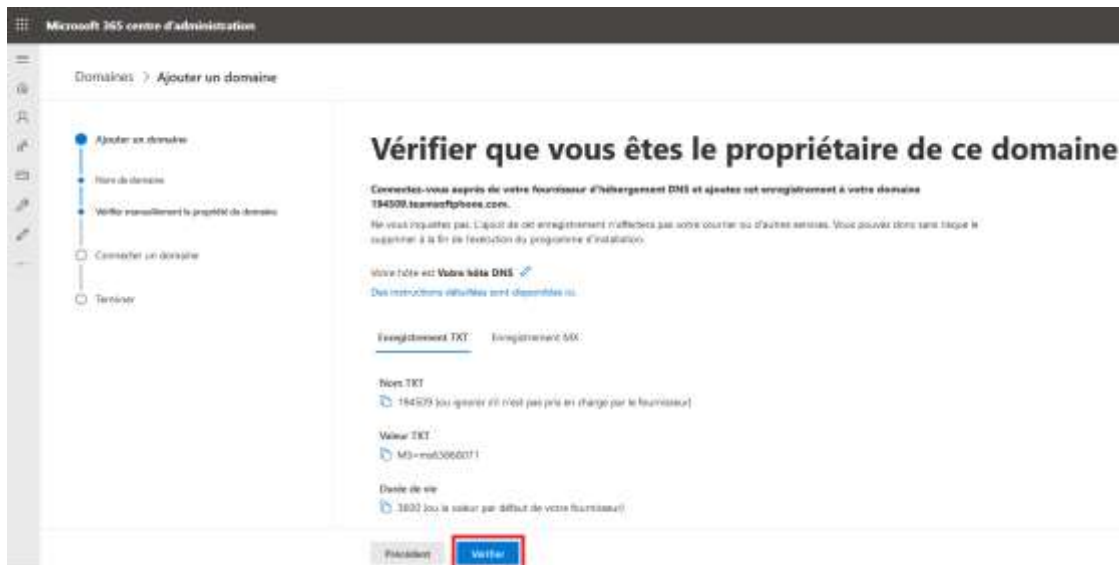 Microsoft 365 centre d'administration
Domaines > Ajouter un domaine
Ajouter un domaine
Nom de domaine
Vérifier manuellement la propriété du domaine
Connecter un domaine
Terminer
Vérifier que vous êtes le propriétaire de ce domaine
Connectez-vous auprès de votre fournisseur d'hébergement DNS et ajoutez cet enregistrement à votre domaine
194509.teamsoftphone.com.
Ne vous inquiétez pas. L'ajout de cet enregistrement n'affectera pas votre courrier ou d'autres services. Vous pouvez donc sans risque le
supprimer à la fin de l'exécution du programme d'installation.
Votre hôte est Votre hôte DNS
Des instructions détaillées sont disponibles ici.
Enregistrement TXT Enregistrement MX
Nom TXT
194509 (ou ignorer s'il n'est pas pris en charge par le fournisseur)
Valeur TXT
Durée de vie
3600 (ou la valeur par défaut de votre fournisseur)
Précédent Vérifier